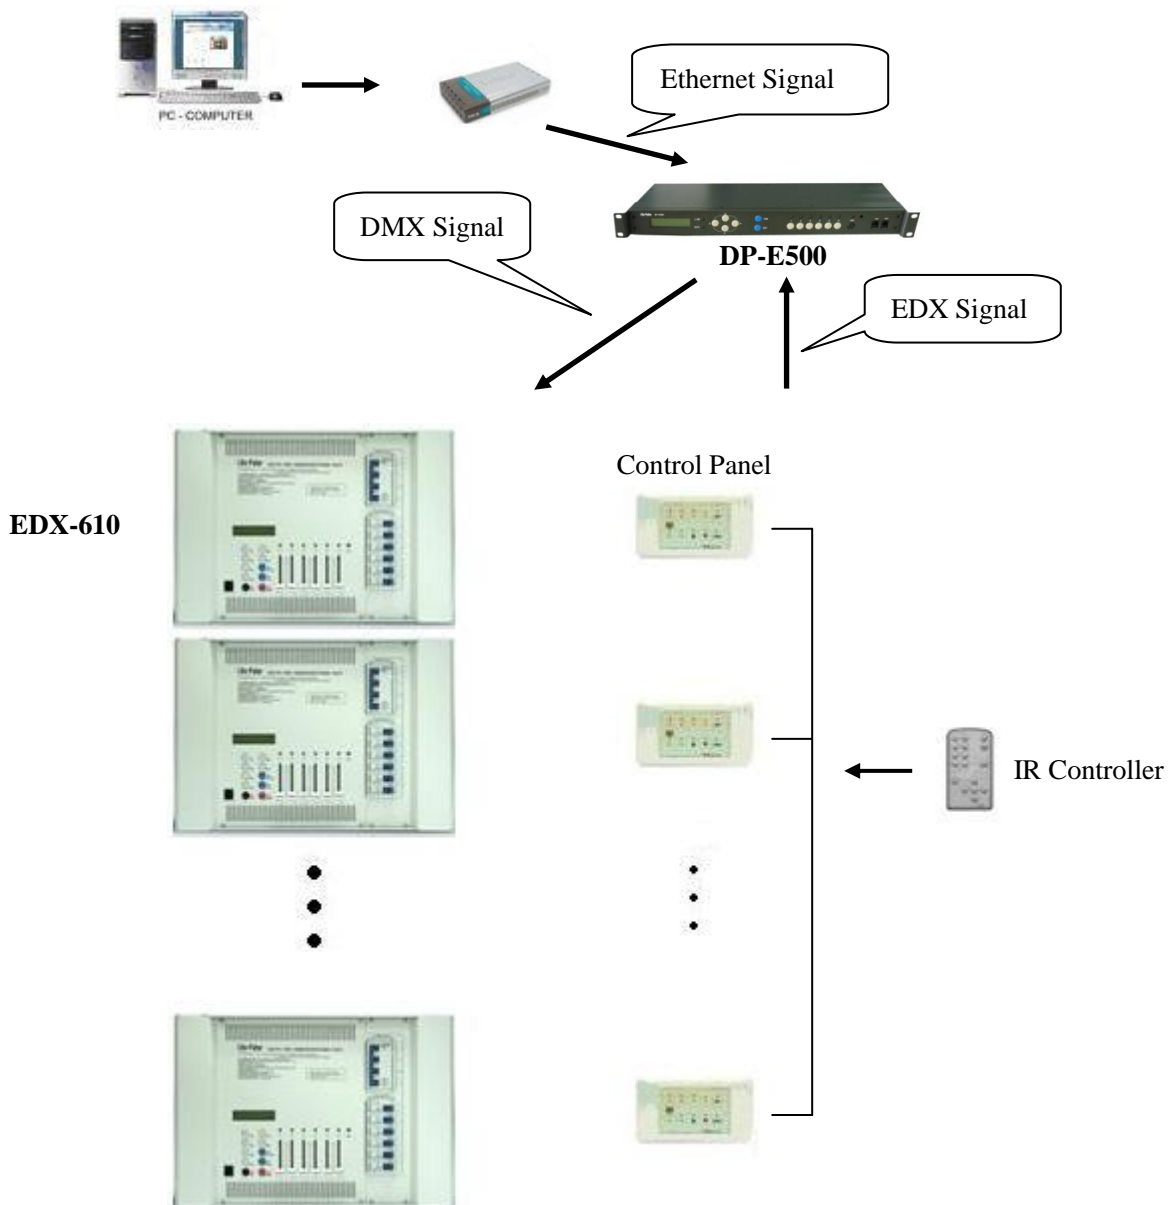 PC - COMPUTER
Ethernet Signal
DMX Signal
DP-E500
EDX Signal
Control Panel
EDX-610
IR Controller